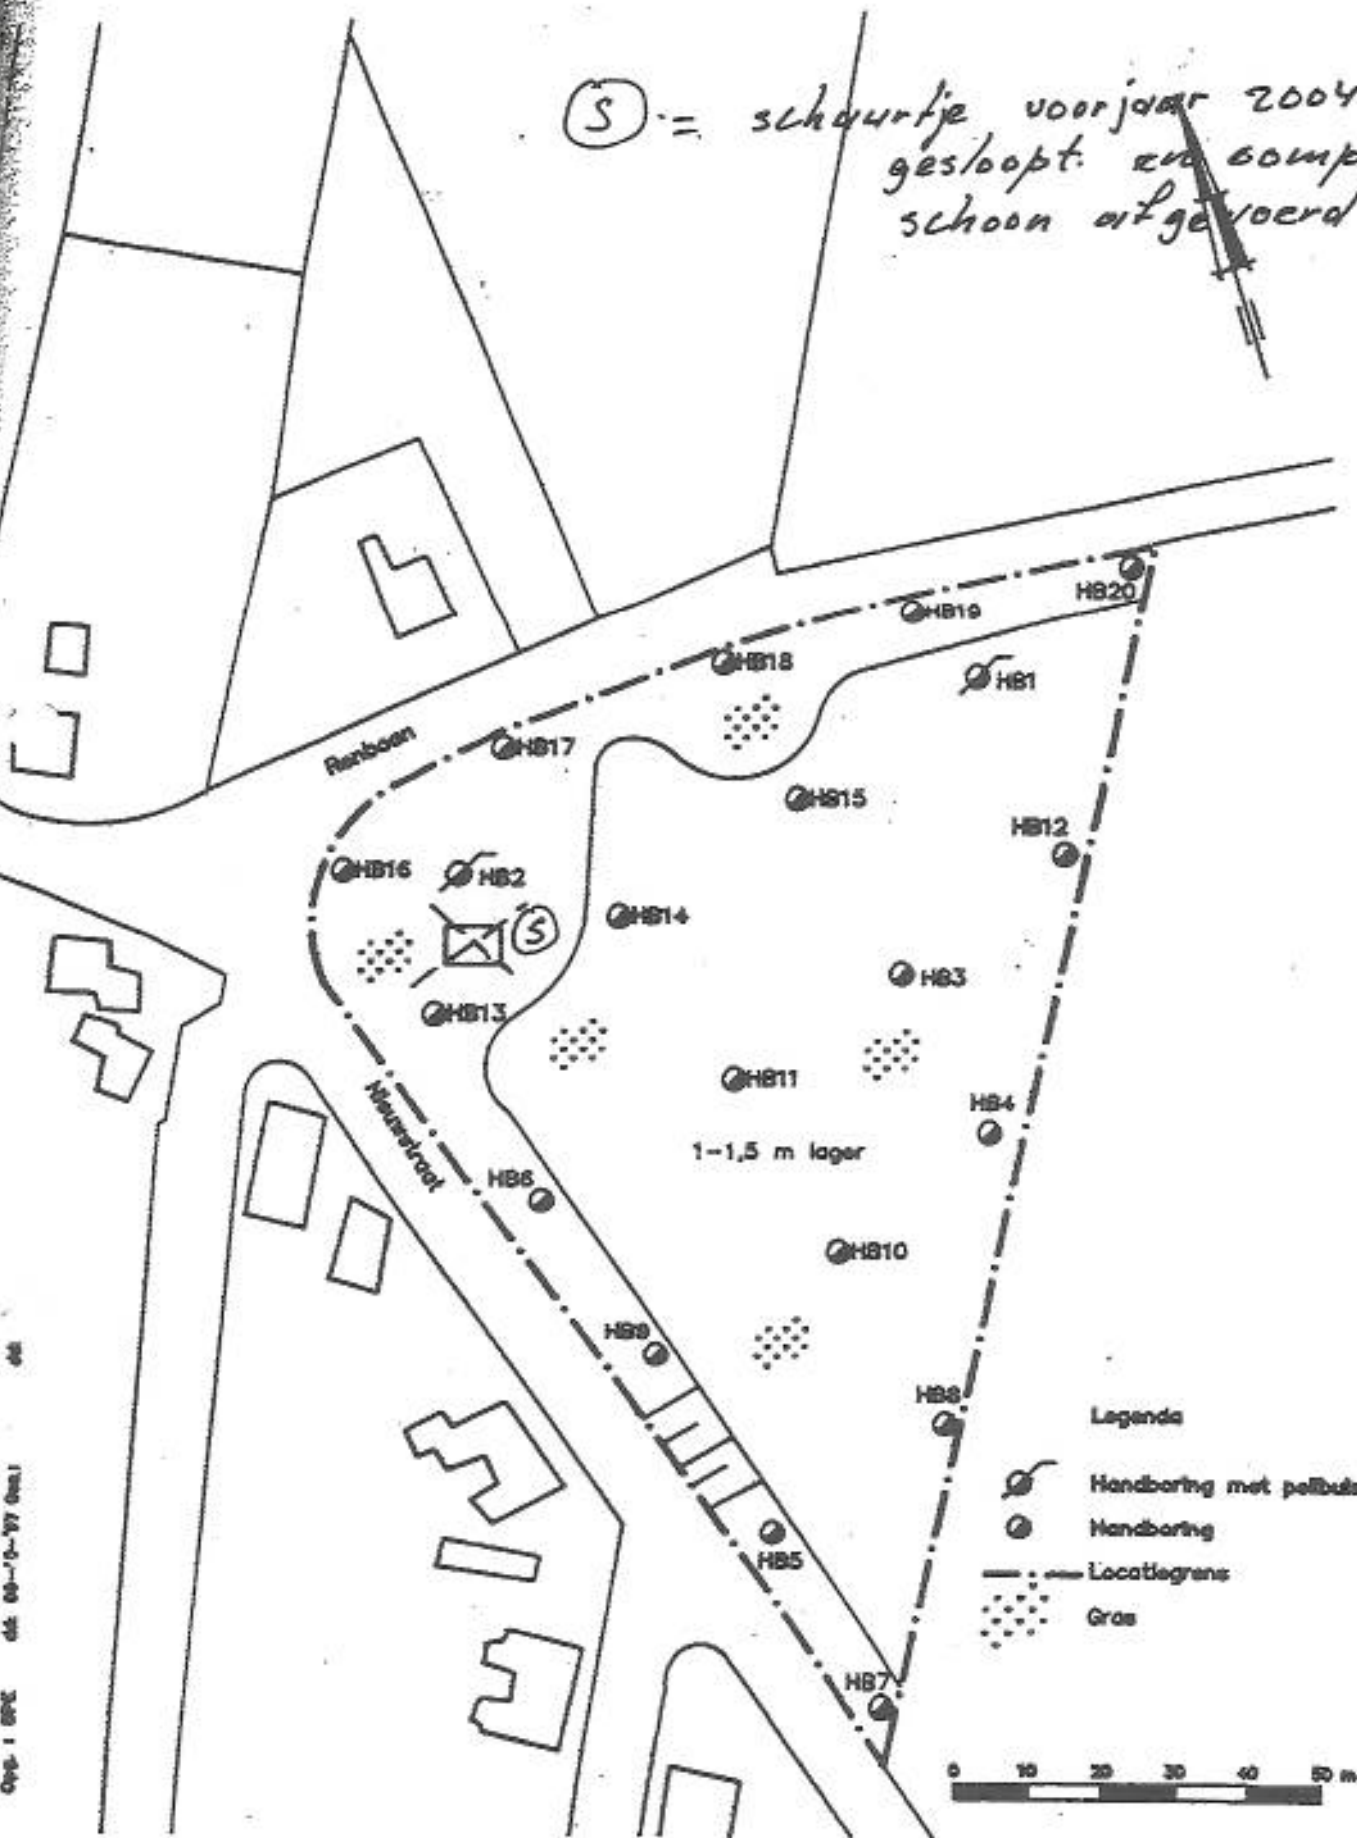 S = schuurtje voorjaar 2004
gesloopt en comp
schoon afgevoerd
HB20
HB19
HB18
HB1
Renbaan
HB17
HB15
HB12
HB16
HB2
HB14
S
HB3
HB13
HB11
Nieuwstraat
HB4
1-1,5 m lager
HB6
HB10
HB9
HB8
HB5
HB7
Legenda
Handboring met peilbuis
Handboring
Locatiegrens
Gras
0 10 20 30 40 50 m